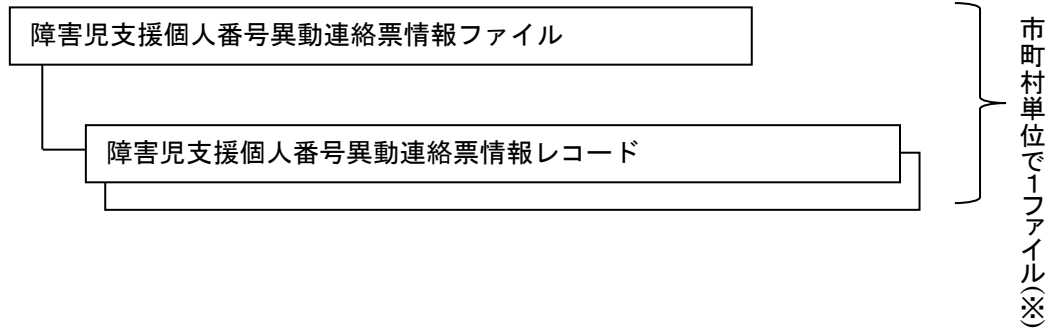 障害児支援個人番号異動連絡票情報ファイル
障害児支援個人番号異動連絡票情報レコード
市町村単位で1ファイル(※)